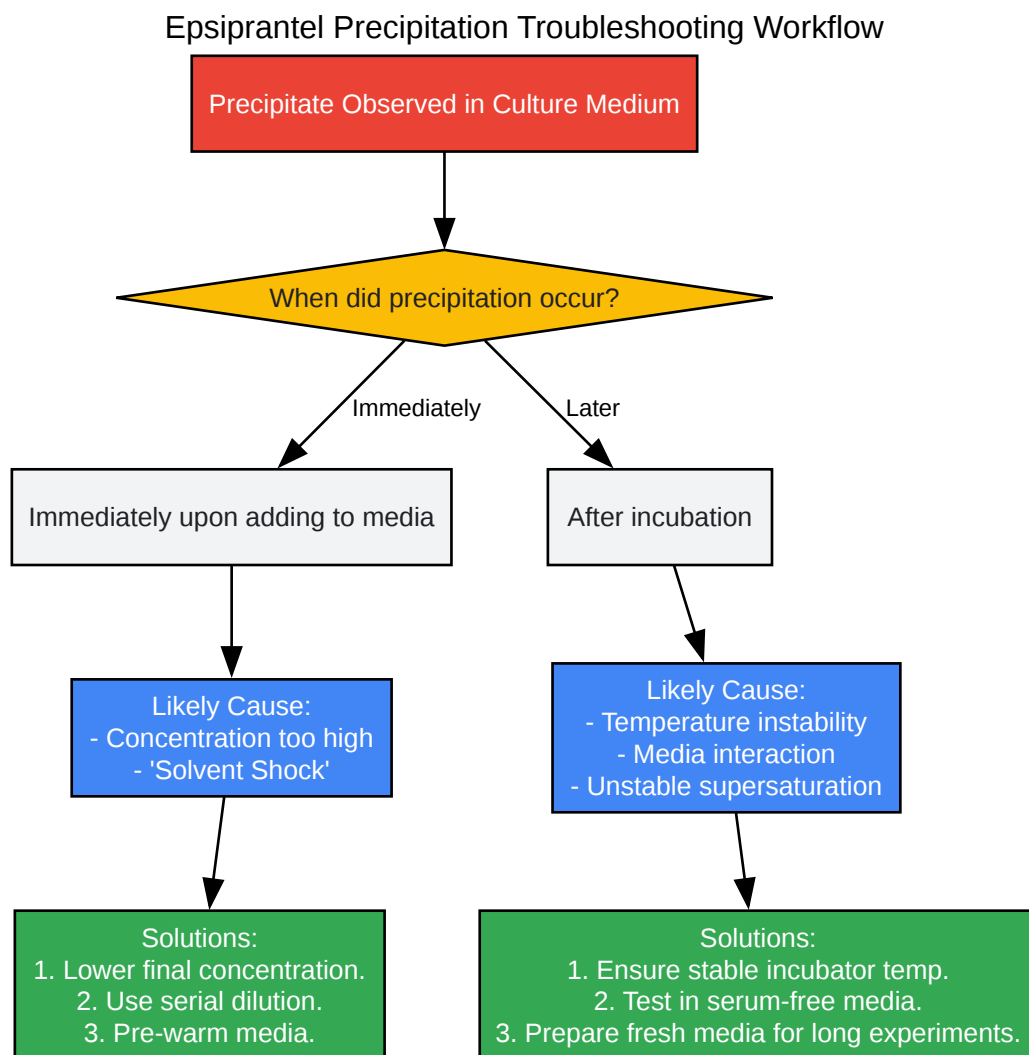 Epsiprantel Precipitation Troubleshooting Workflow
Precipitate Observed in Culture Medium
When did precipitation occur?
Immediately
Later
Immediately upon adding to media
After incubation
Likely Cause:
- Concentration too high
- 'Solvent Shock'
Likely Cause:
- Temperature instability
- Media interaction
- Unstable supersaturation
Solutions:
1. Lower final concentration.
2. Use serial dilution.
3. Pre-warm media.
Solutions:
1. Ensure stable incubator temp.
2. Test in serum-free media.
3. Prepare fresh media for long experiments.